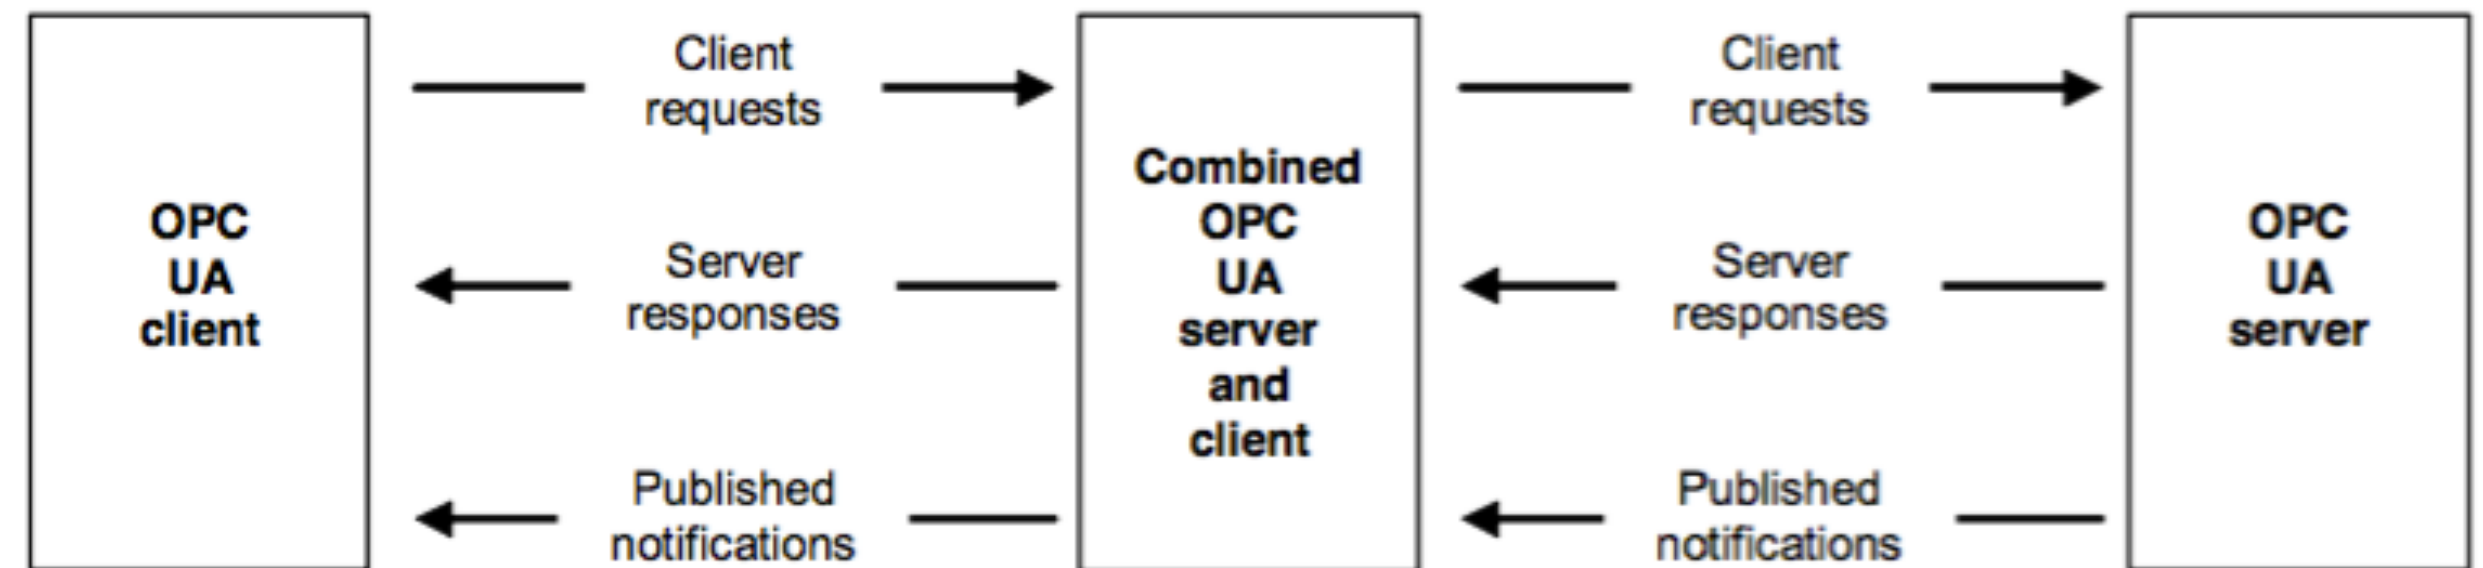 OPC
UA
client
Client
requests
Server
responses
Published
notifications
Combined
OPC
UA
server
and
client
Client
requests
Server
responses
Published
notifications
OPC
UA
server